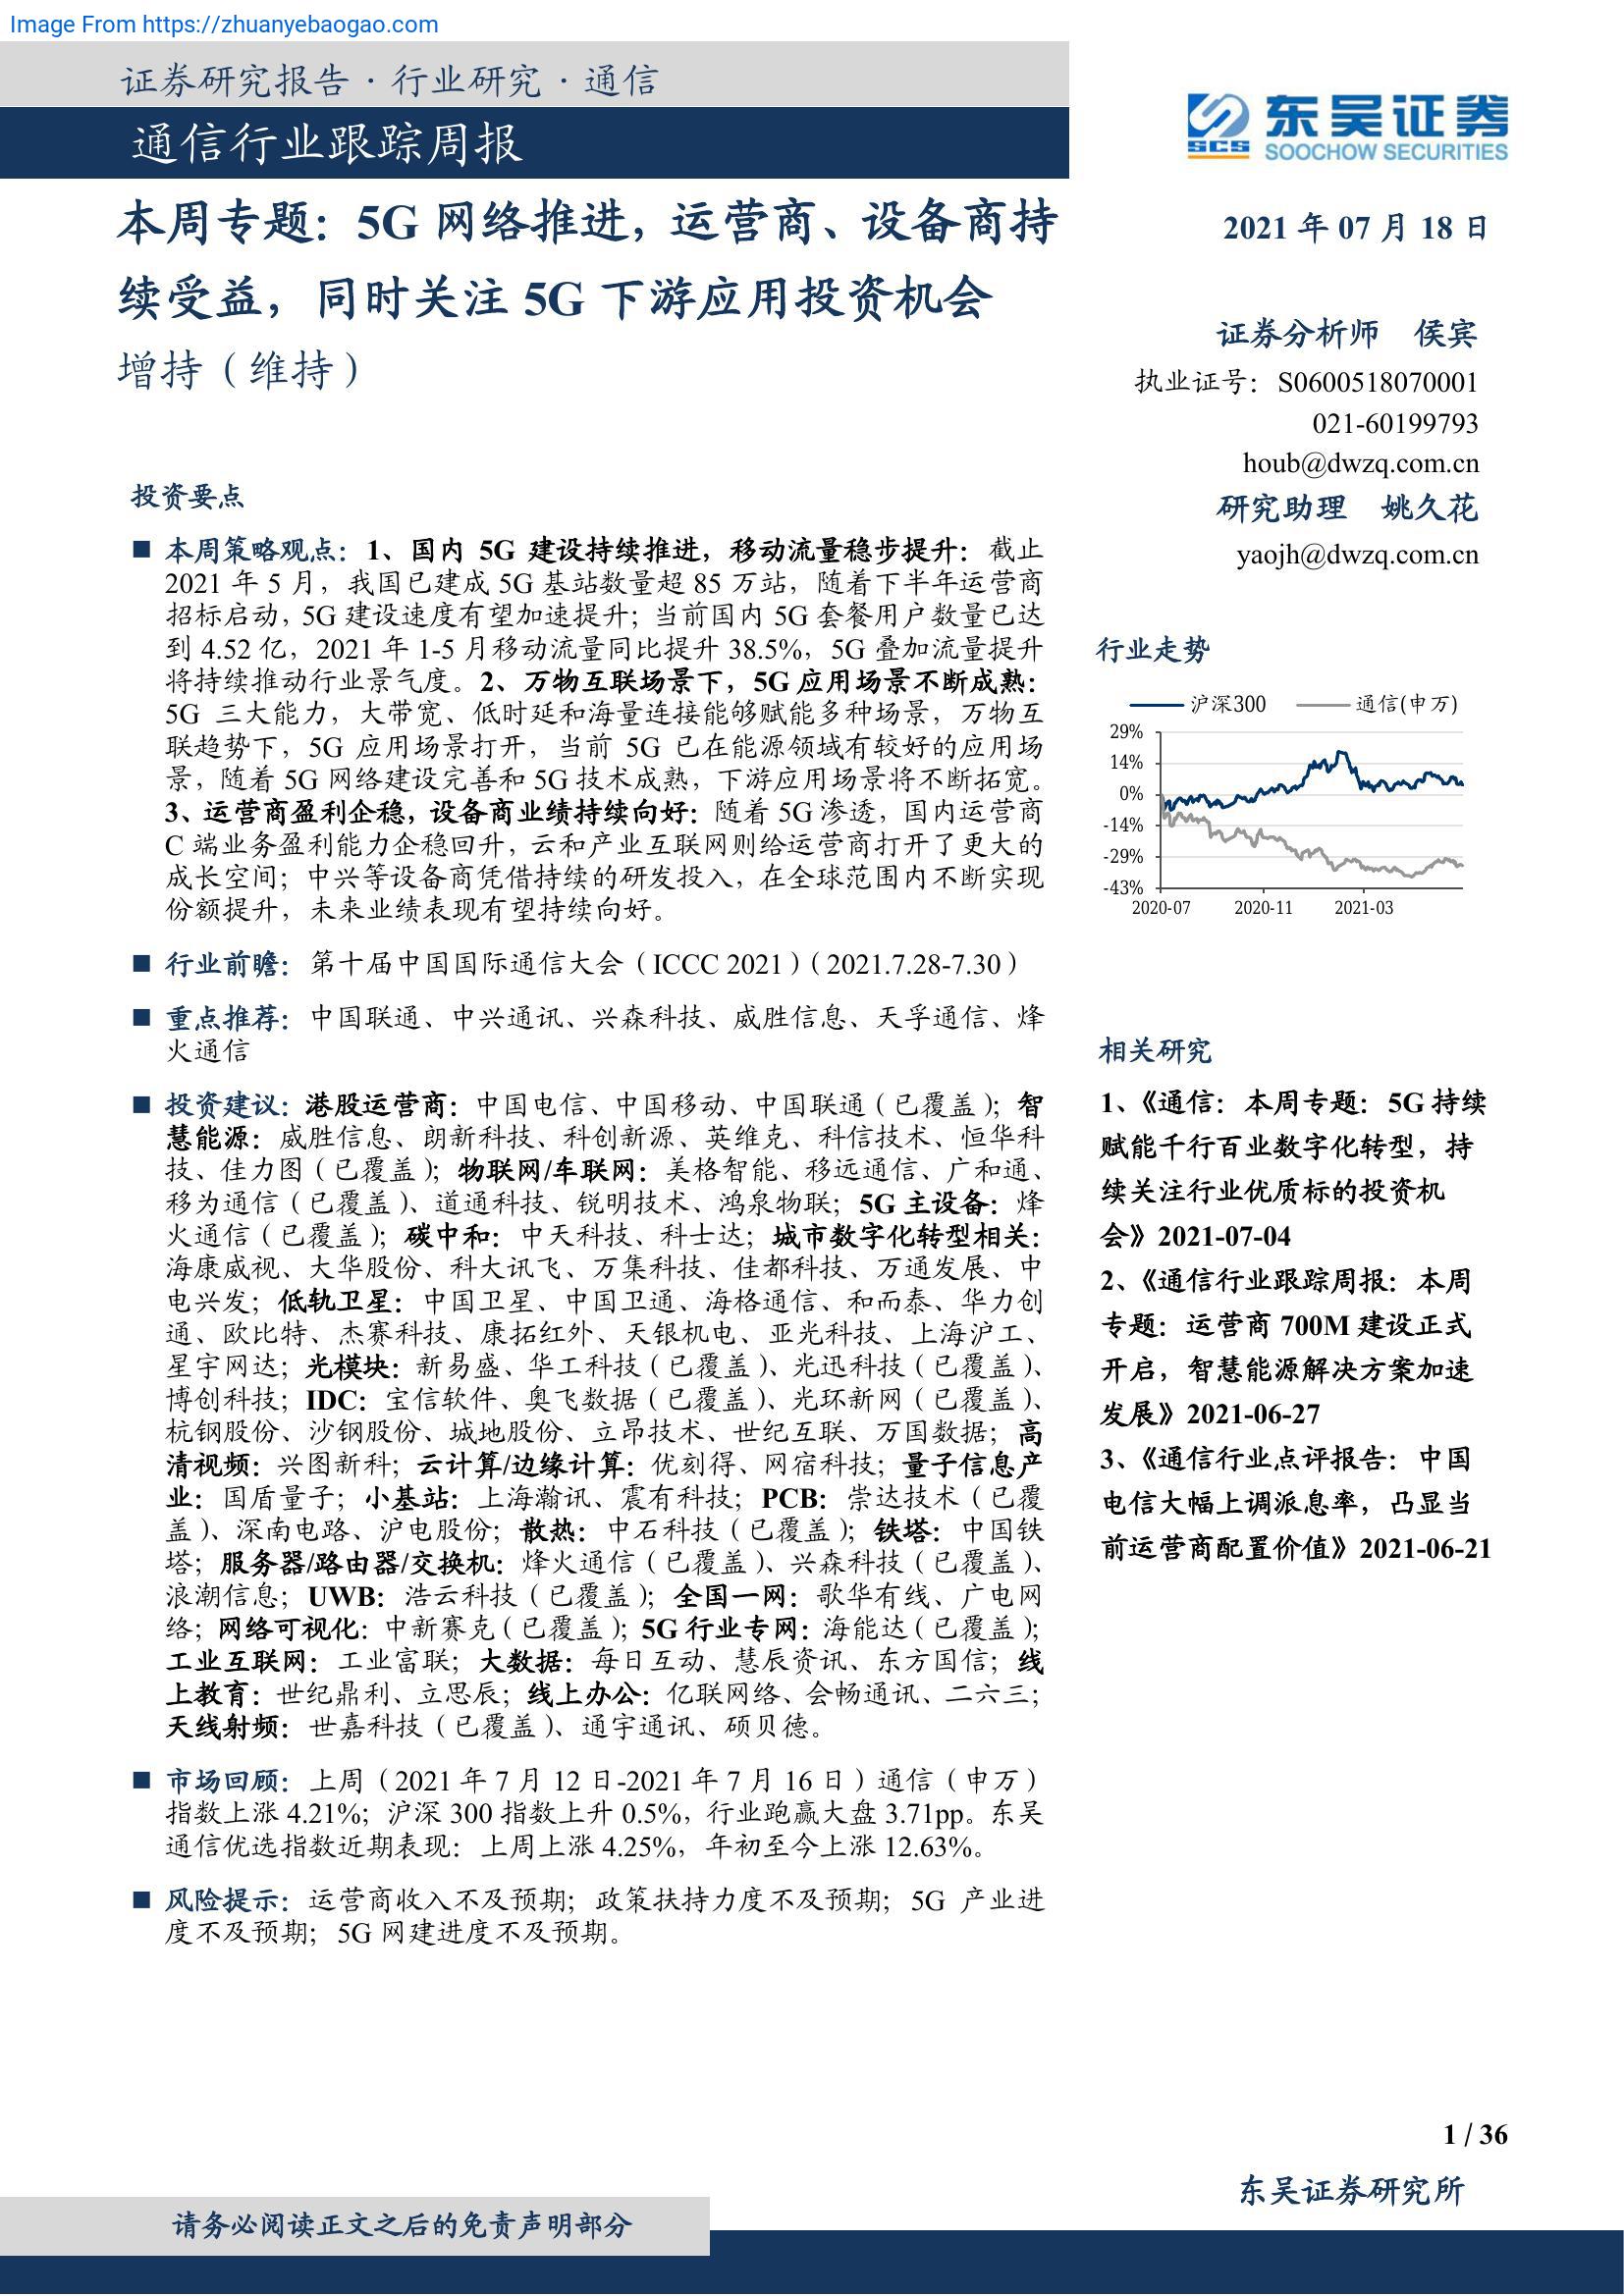 Image From https://zhuanyebaogao.com
证券研究报告·行业研究·通信
通信行业跟踪周报
本周专题：5G 网络推进，运营商、设备商持
续受益，同时关注 5G 下游应用投资机会
增持（维持）
投资要点
■ 本周策略观点：1、国内 5G 建设持续推进，移动流量稳步提升：截止
2021 年 5 月，我国已建成 5G 基站数量超 85 万站，随着下半年运营商
招标启动，5G 建设速度有望加速提升；当前国内 5G 套餐用户数量已达
到 4.52 亿，2021 年 1-5 月移动流量同比提升 38.5%，5G 叠加流量提升
将持续推动行业景气度。2、万物互联场景下，5G 应用场景不断成熟：
5G 三大能力，大带宽、低时延和海量连接能够赋能多种场景，万物互
联趋势下，5G 应用场景打开，当前 5G 已在能源领域有较好的应用场
景，随着 5G 网络建设完善和 5G 技术成熟，下游应用场景将不断拓宽。
3、运营商盈利企稳，设备商业绩持续向好：随着 5G 渗透，国内运营商
C 端业务盈利能力企稳回升，云和产业互联网则给运营商打开了更大的
成长空间；中兴等设备商凭借持续的研发投入，在全球范围内不断实现
份额提升，未来业绩表现有望持续向好。
■ 行业前瞻：第十届中国国际通信大会（ICCC 2021）（2021.7.28-7.30）
■ 重点推荐：中国联通、中兴通讯、兴森科技、威胜信息、天孚通信、烽
火通信
■ 投资建议：港股运营商：中国电信、中国移动、中国联通（已覆盖）；智
慧能源：威胜信息、朗新科技、科创新源、英维克、科信技术、恒华科
技、佳力图（已覆盖）；物联网/车联网：美格智能、移远通信、广和通、
移为通信（已覆盖）、道通科技、锐明技术、鸿泉物联；5G 主设备：烽
火通信（已覆盖）；碳中和：中天科技、科士达；城市数字化转型相关：
海康威视、大华股份、科大讯飞、万集科技、佳都科技、万通发展、中
电兴发；低轨卫星：中国卫星、中国卫通、海格通信、和而泰、华力创
通、欧比特、杰赛科技、康拓红外、天银机电、亚光科技、上海沪工、
星宇网达；光模块：新易盛、华工科技（已覆盖）、光迅科技（已覆盖）、
博创科技；IDC：宝信软件、奥飞数据（已覆盖）、光环新网（已覆盖）、
杭钢股份、沙钢股份、城地股份、立昂技术、世纪互联、万国数据；高
清视频：兴图新科；云计算/边缘计算：优刻得、网宿科技；量子信息产
业：国盾量子；小基站：上海瀚讯、震有科技；PCB：崇达技术（已覆
盖）、深南电路、沪电股份；散热：中石科技（已覆盖）；铁塔：中国铁
塔；服务器/路由器/交换机：烽火通信（已覆盖）、兴森科技（已覆盖）、
浪潮信息；UWB：浩云科技（已覆盖）；全国一网：歌华有线、广电网
络；网络可视化：中新赛克（已覆盖）；5G 行业专网：海能达（已覆盖）；
工业互联网：工业富联；大数据：每日互动、慧辰资讯、东方国信；线
上教育：世纪鼎利、立思辰；线上办公：亿联网络、会畅通讯、二六三；
天线射频：世嘉科技（已覆盖）、通宇通讯、硕贝德。
■ 市场回顾：上周（2021 年 7 月 12 日-2021 年 7 月 16 日）通信（申万）
指数上涨 4.21%；沪深 300 指数上升 0.5%，行业跑赢大盘 3.71pp。东吴
通信优选指数近期表现：上周上涨 4.25%，年初至今上涨 12.63%。
■ 风险提示：运营商收入不及预期；政策扶持力度不及预期；5G 产业进
度不及预期；5G 网建进度不及预期。
东吴证券
SCS SOOCHOW SECURITIES
2021 年 07 月 18 日
证券分析师 侯宾
执业证号：S0600518070001
021-60199793
houb@dwzq.com.cn
研究助理 姚久花
yaojh@dwzq.com.cn
行业走势
沪深300 通信(申万)
29%
14%
0%
-14%
-29%
-43%
2020-07 2020-11 2021-03
相关研究
1、《通信：本周专题：5G 持续
赋能千行百业数字化转型，持
续关注行业优质标的投资机
会》2021-07-04
2、《通信行业跟踪周报：本周
专题：运营商 700M 建设正式
开启，智慧能源解决方案加速
发展》2021-06-27
3、《通信行业点评报告：中国
电信大幅上调派息率，凸显当
前运营商配置价值》2021-06-21
1 / 36
东吴证券研究所
请务必阅读正文之后的免责声明部分